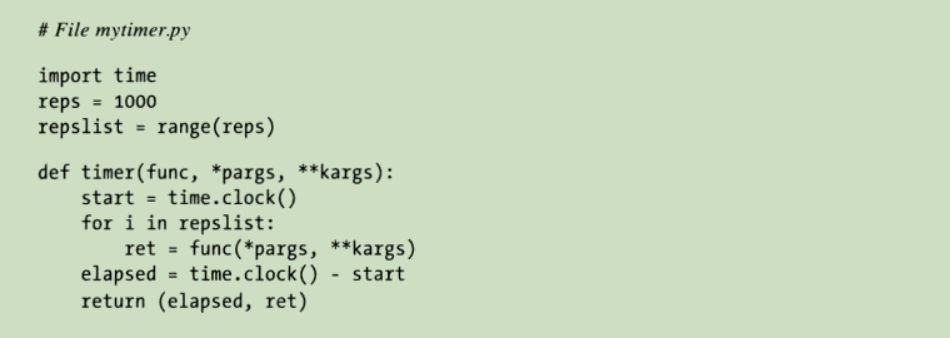 # File mytimer.py
import time
reps = 1000
repslist = range(reps)
def timer(func, *pargs, **kargs):
    start = time.clock()
    for i in repslist:
        ret = func(*pargs, **kargs)
    elapsed = time.clock() - start
    return (elapsed, ret)